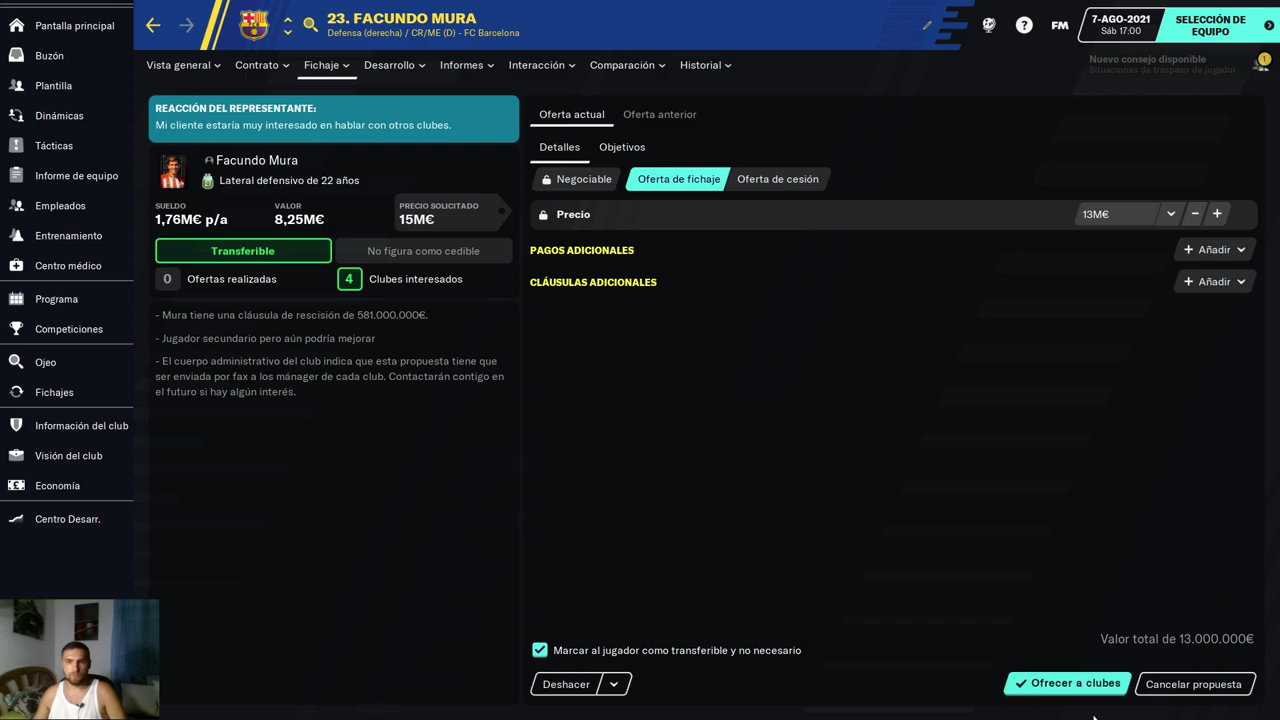 Pantalla principal
Buzón
Plantilla
Dinámicas
Tácticas
Informe de equipo
Empleados
Entrenamiento
Centro médico
Programa
Competiciones
Ojeo
Fichajes
Información del club
Visión del club
Economía
Centro Desarr.
23. FACUNDO MURA
Defensa (derecha) / CR/ME (D) - FC Barcelona
FM
7-AGO-2021
Sáb 17:00
SELECCIÓN DE EQUIPO
Vista general
Contrato
Fichaje
Desarrollo
Informes
Interacción
Comparación
Historial
Nuevo consejo disponible
Situaciones de traspaso de jugador
1
REACCIÓN DEL REPRESENTANTE:
Mi cliente estaría muy interesado en hablar con otros clubes.
Facundo Mura
Lateral defensivo de 22 años
SUELDO
1,76M€ p/a
VALOR
8,25M€
PRECIO SOLICITADO
15M€
Transferible
No figura como cedible
0 Ofertas realizadas
4 Clubes interesados
- Mura tiene una cláusula de rescisión de 581.000.000€.
- Jugador secundario pero aún podría mejorar
- El cuerpo administrativo del club indica que esta propuesta tiene que
ser enviada por fax a los mánager de cada club. Contactarán contigo en
el futuro si hay algún interés.
Oferta actual
Oferta anterior
Detalles
Objetivos
Negociable
Oferta de fichaje
Oferta de cesión
Precio
13M€
PAGOS ADICIONALES
Añadir
CLÁUSULAS ADICIONALES
Añadir
Valor total de 13.000.000€
Marcar al jugador como transferible y no necesario
Deshacer
Ofrecer a clubes
Cancelar propuesta